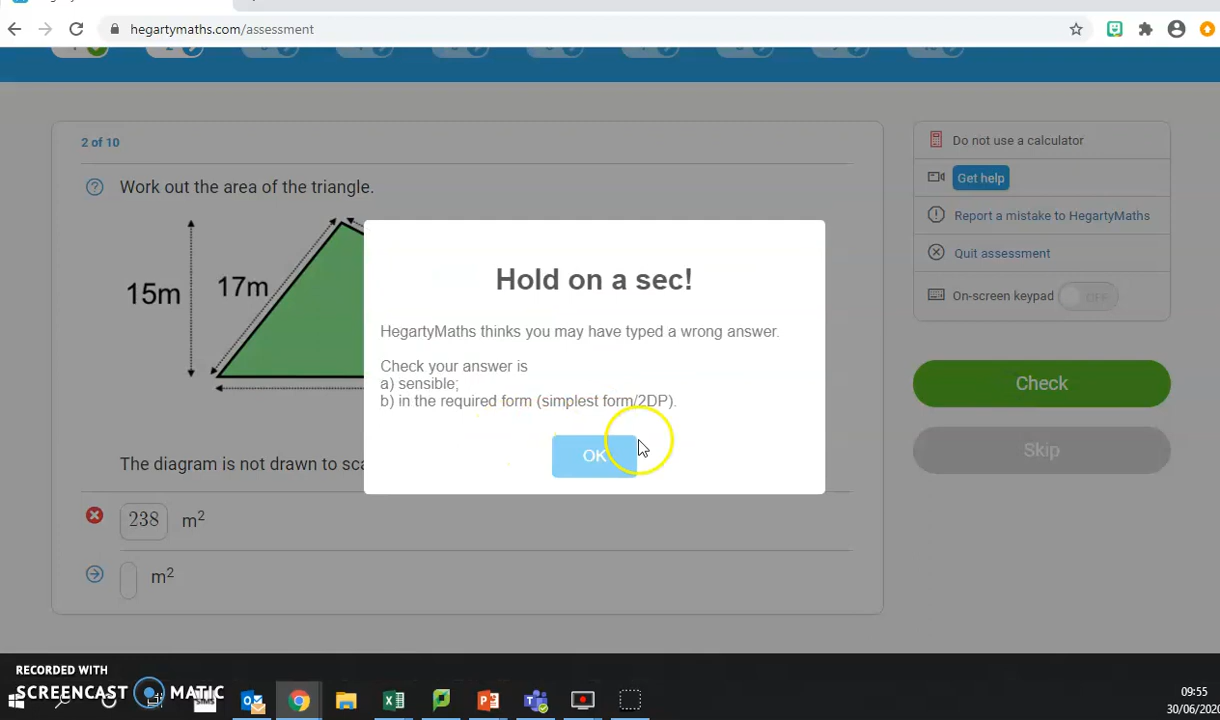 hegartymaths.com/assessment
2 of 10
Work out the area of the triangle.
15m
17m
The diagram is not drawn to sca
238 m²
m²
Hold on a sec!
HegartyMaths thinks you may have typed a wrong answer.
Check your answer is
a) sensible;
b) in the required form (simplest form/2DP).
OK
Do not use a calculator
Get help
Report a mistake to HegartyMaths
Quit assessment
On-screen keypad OFF
Check
Skip
RECORDED WITH
SCREENCAST MATIC
09:55
30/06/2020